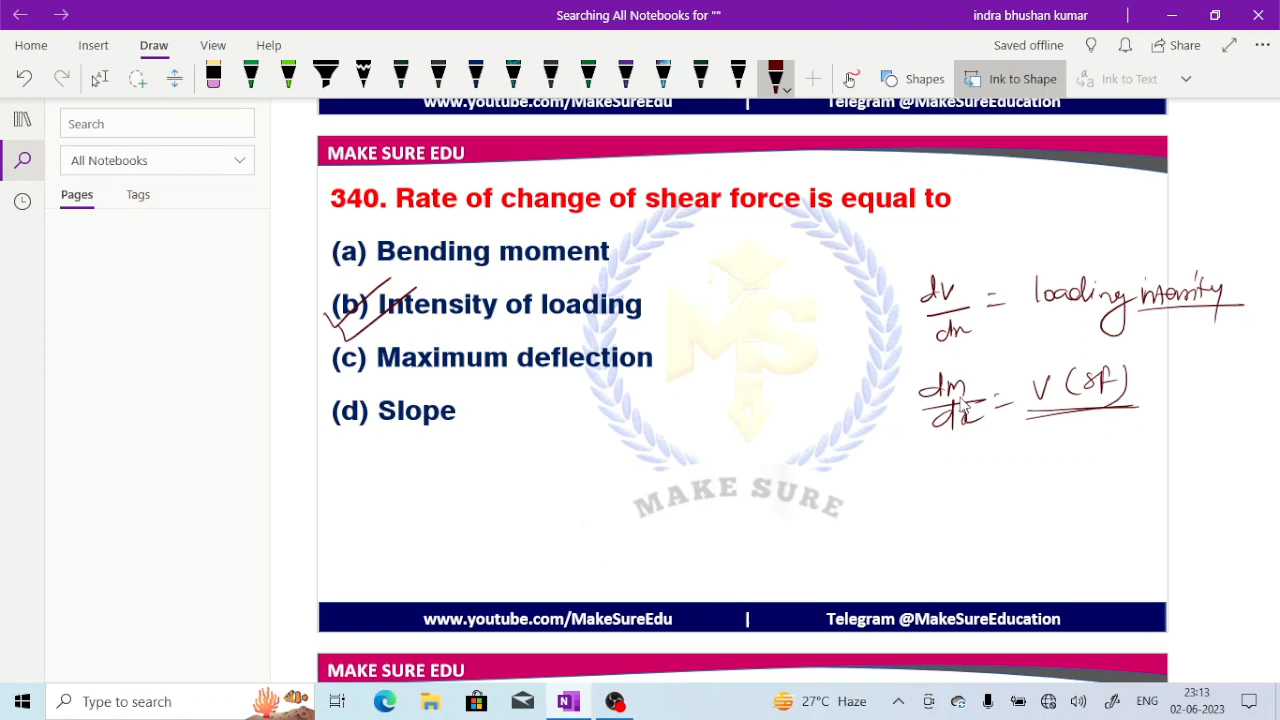 Searching All Notebooks for ""
indra bhushan kumar
Home Insert Draw View Help
Saved offline
Share
Shapes
Ink to Shape
Ink to Text
Search
All Notebooks
Pages Tags
www.youtube.com/MakeSureEdu | Telegram @MakeSureEducation
MAKE SURE EDU
340. Rate of change of shear force is equal to
(a) Bending moment
(b) Intensity of loading
(c) Maximum deflection
(d) Slope
dv/dx = loading intensity
dM/dx = V (SF)
MS
MAKE SURE
www.youtube.com/MakeSureEdu | Telegram @MakeSureEducation
MAKE SURE EDU
Type to search
27°C Haze
ENG
23:13
02-06-2023